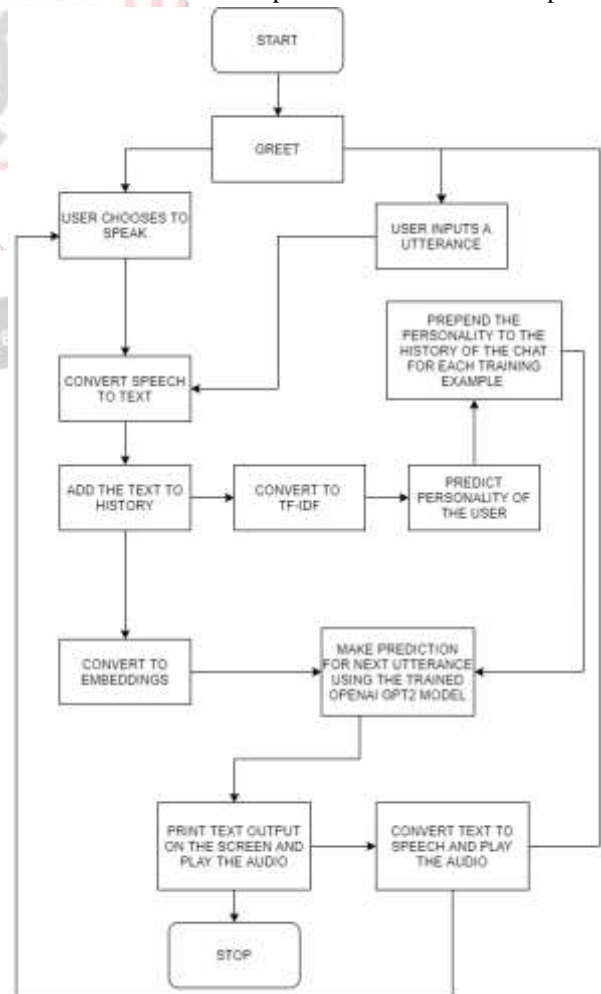 START
GREET
USER CHOOSES TO
SPEAK
USER INPUTS A
UTTERANCE
PREPEND THE
PERSONALITY TO THE
HISTORY OF THE CHAT
FOR EACH TRAINING
EXAMPLE
CONVERT SPEECH
TO TEXT
ADD THE TEXT TO
HISTORY
CONVERT TO
TF-IDF
PREDICT
PERSONALITY OF
THE USER
CONVERT TO
EMBEDDINGS
MAKE PREDICTION
FOR NEXT UTTERANCE
USING THE TRAINED
OPENAI GPT2 MODEL
PRINT TEXT OUTPUT
ON THE SCREEN AND
PLAY THE AUDIO
CONVERT TEXT TO
SPEECH AND PLAY
THE AUDIO
STOP